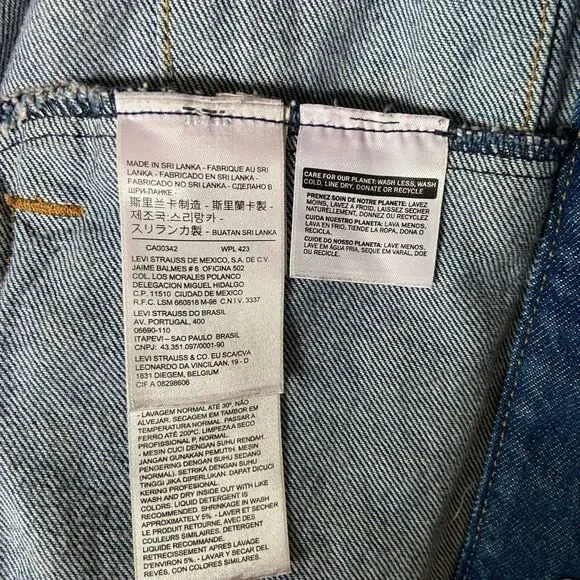 MADE IN SRI LANKA - FABRIQUE AU SRI
LANKA - FABRICADO EN SRI LANKA -
FABRICADO NO SRI LANKA - СДЕЛАНО В
ШРИ-ЛАНКЕ -
斯里兰卡制造 - 斯里蘭卡製 -
제조국:스리랑카 -
スリランカ製 - BUATAN SRI LANKA
CA00342 WPL 423
LEVI STRAUSS DE MEXICO, S.A. DE C.V.
JAIME BALMES # 8 OFICINA 502
COL. LOS MORALES POLANCO
DELEGACION MIGUEL HIDALGO
C.P. 11510 CIUDAD DE MEXICO
R.F.C. LSM 660818 M-98 C.N.I.V. 3337
LEVI STRAUSS DO BRASIL
AV. PORTUGAL, 400
06690-110
ITAPEVI – SAO PAULO BRASIL
CNPJ: 43.351.097/0001-90
LEVI STRAUSS & CO. EU SCA/CVA
LEONARDO DA VINCILAAN, 19 - D
1831 DIEGEM, BELGIUM
CIF A 08298606
- LAVAGEM NORMAL ATÉ 30º. NÃO
ALVEJAR. SECAGEM EM TAMBOR EM
TEMPERATURA NORMAL. PASSAR A
FERRO ATÉ 200ºC. LIMPEZA A SECO
PROFISSIONAL P, NORMAL.
- MESIN CUCI DENGAN SUHU RENDAH.
JANGAN GUNAKAN PEMUTIH. MESIN
PENGERING DENGAN SUHU SEDANG
(NORMAL). SETRIKA DENGAN SUHU
TINGGI JIKA DIPERLUKAN. DAPAT DICUCI
KERING PROFESIONAL.
WASH AND DRY INSIDE OUT WITH LIKE
COLORS: LIQUID DETERGENT IS
RECOMMENDED. SHRINKAGE IN WASH
APPROXIMATELY 5%. - LAVER ET SÉCHER
LE PRODUIT RETOURNÉ, AVEC DES
COULEURS SIMILAIRES. DÉTERGENT
LIQUIDE RECOMMANDÉ.
RÉTRÉCISSEMENT APRÈS LAVAGE
D'ENVIRON 5%. - LAVAR Y SECAR DEL
REVÉS, CON COLORES SIMILARES.
CARE FOR OUR PLANET: WASH LESS, WASH
COLD, LINE DRY, DONATE OR RECYCLE
PRENEZ SOIN DE NOTRE PLANÈTE: LAVEZ
MOINS, LAVEZ À FROID, LAISSEZ SÉCHER
NATURELLEMENT, DONNEZ OU RECYCLEZ
CUIDA NUESTRO PLANETA: LAVA MENOS,
LAVA EN FRÍO, TIENDE LA ROPA, DONA O
RECICLA
CUIDE DO NOSSO PLANETA: LAVE MENOS,
LAVE EM ÁGUA FRIA, SEQUE EM VARAL, DOE
OU RECICLE